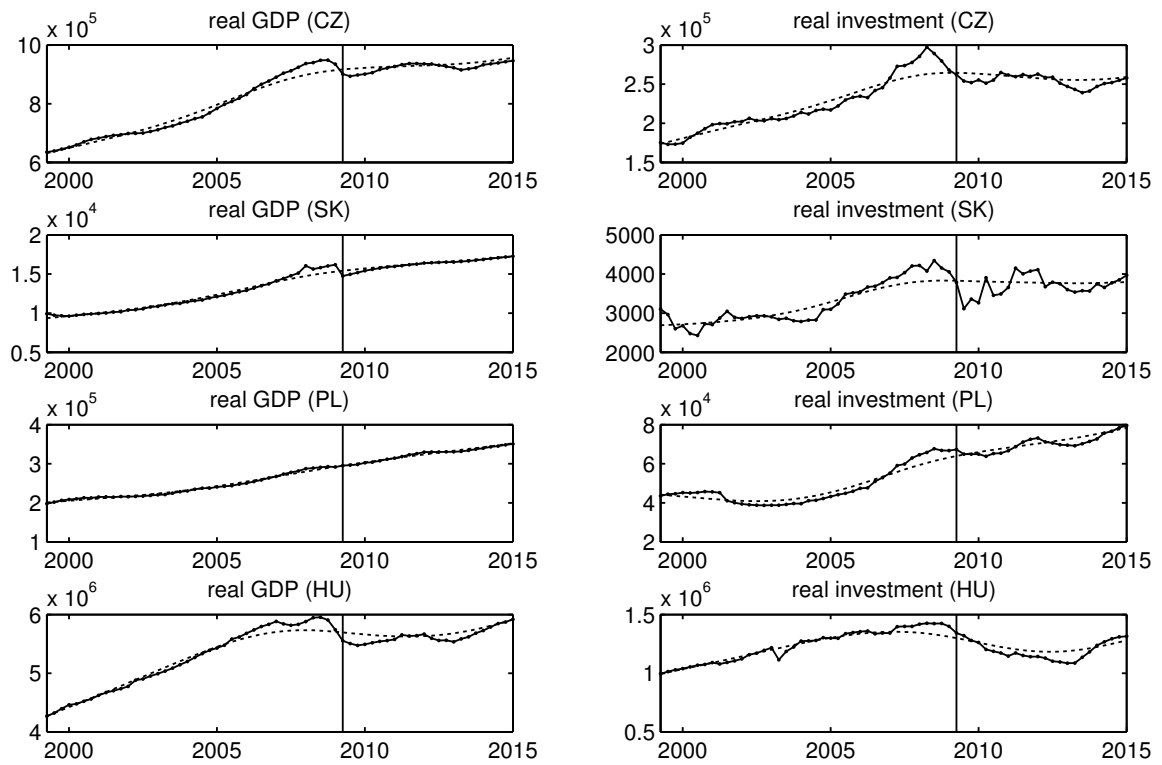 real GDP (CZ)
x 10^5
10
8
6
2000 2005 2010 2015
real investment (CZ)
x 10^5
3
2.5
2
1.5
2000 2005 2010 2015
real GDP (SK)
x 10^4
2
1.5
1
0.5
2000 2005 2010 2015
real investment (SK)
5000
4000
3000
2000
2000 2005 2010 2015
real GDP (PL)
x 10^5
4
3
2
1
2000 2005 2010 2015
real investment (PL)
x 10^4
8
6
4
2
2000 2005 2010 2015
real GDP (HU)
x 10^6
6
5
4
2000 2005 2010 2015
real investment (HU)
x 10^6
1.5
1
0.5
2000 2005 2010 2015